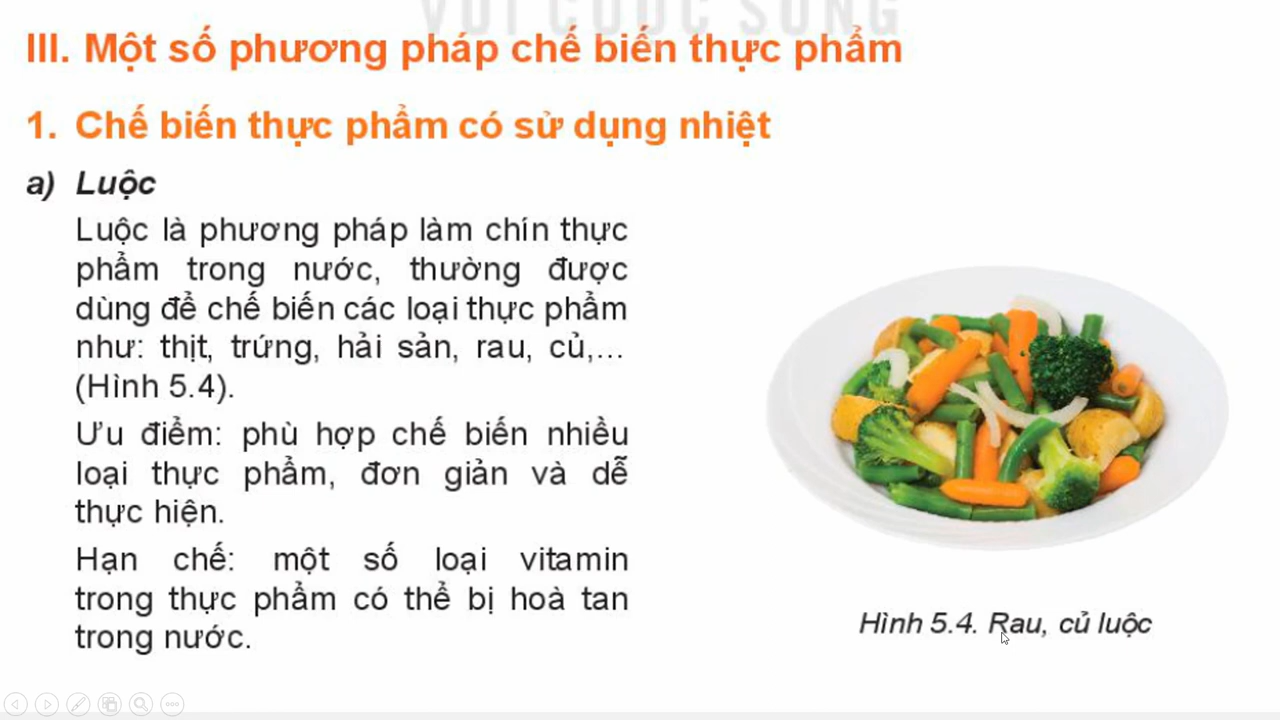 VỚI CUỘC SỐNG
III. Một số phương pháp chế biến thực phẩm
1. Chế biến thực phẩm có sử dụng nhiệt
a) Luộc
Luộc là phương pháp làm chín thực
phẩm trong nước, thường được
dùng để chế biến các loại thực phẩm
như: thịt, trứng, hải sản, rau, củ,...
(Hình 5.4).
Ưu điểm: phù hợp chế biến nhiều
loại thực phẩm, đơn giản và dễ
thực hiện.
Hạn chế: một số loại vitamin
trong thực phẩm có thể bị hoà tan
trong nước.
Hình 5.4. Rau, củ luộc